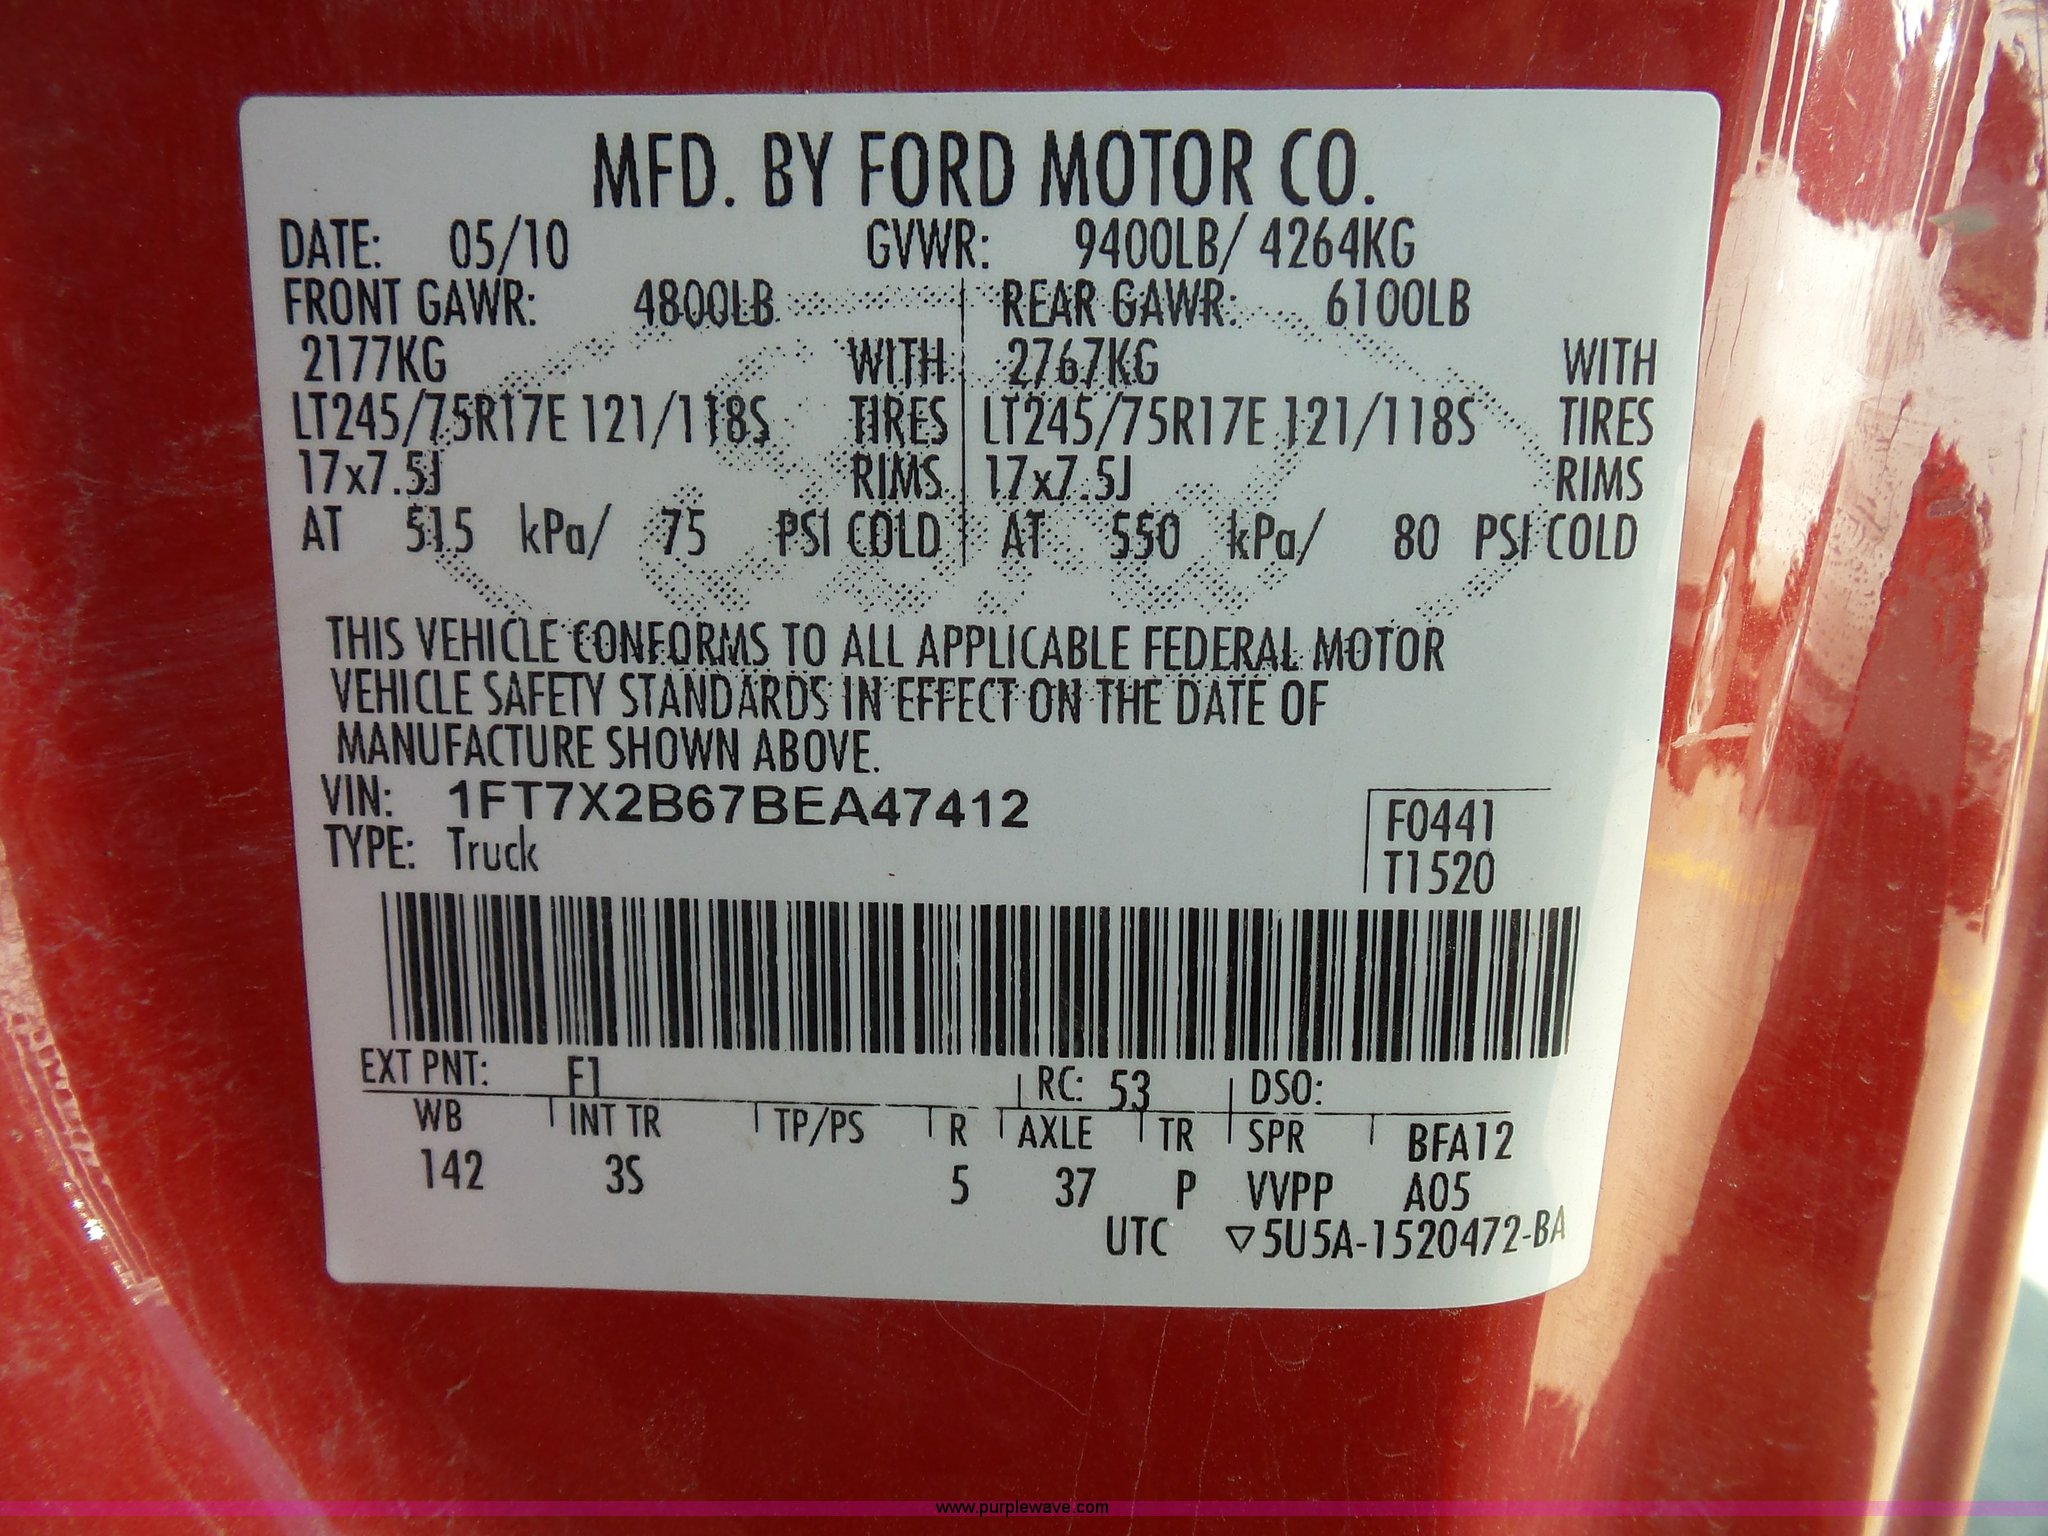 MFD. BY FORD MOTOR CO.
DATE: 05/10 GVWR: 9400LB/ 4264KG
FRONT GAWR: 4800LB REAR GAWR: 6100LB
2177KG WITH 2767KG WITH
LT245/75R17E 121/118S TIRES LT245/75R17E 121/118S TIRES
17x7.5J RIMS 17x7.5J RIMS
AT 515 kPa/ 75 PSI COLD AT 550 kPa/ 80 PSI COLD
THIS VEHICLE CONFORMS TO ALL APPLICABLE FEDERAL MOTOR
VEHICLE SAFETY STANDARDS IN EFFECT ON THE DATE OF
MANUFACTURE SHOWN ABOVE.
VIN: 1FT7X2B67BEA47412 F0441
TYPE: Truck T1520
EXT PNT: F1 RC: 53 DSO:
WB INT TR TP/PS R AXLE TR SPR BFA12
142 3S 5 37 P VVPP A05
UTC ▽5U5A-1520472-BA
www.purplewave.com